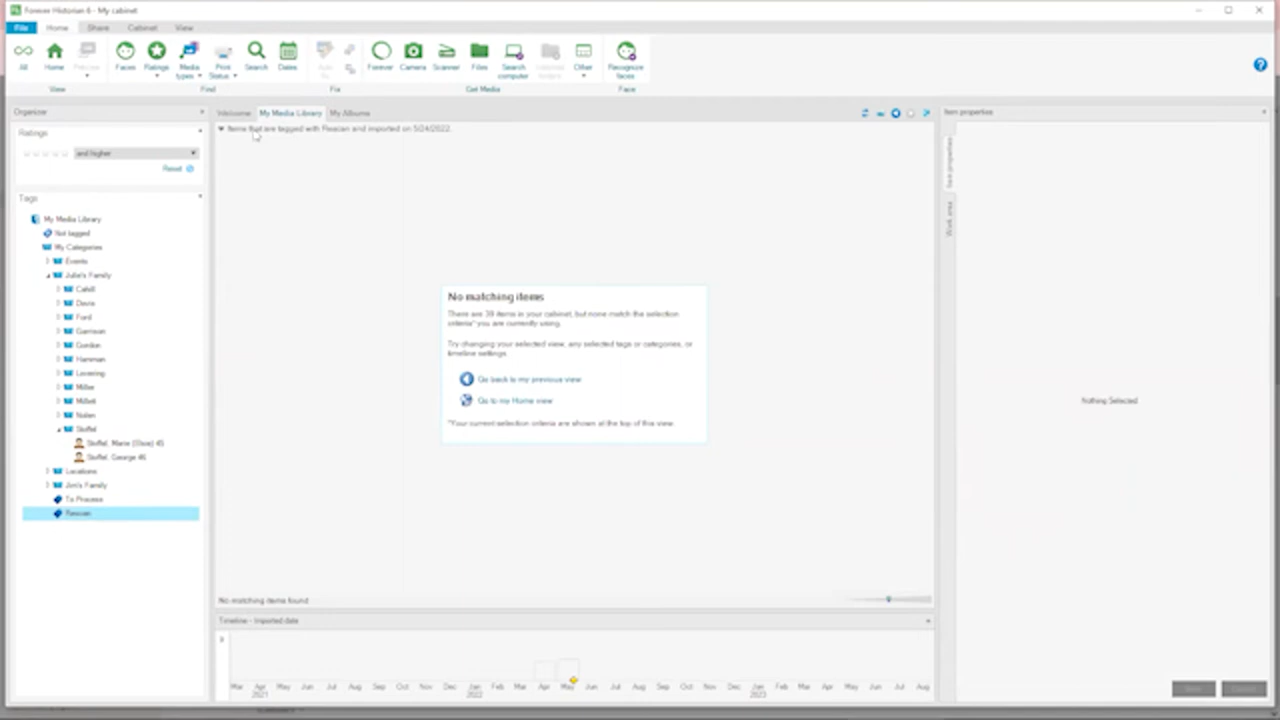 Forever Historian 6 - My cabinet
File Home Share Cabinet View
All Home Faces Ratings Media types Print Status Search Dates Forever Camera Scanner Files Search computer Other Recognize faces
View Find Fix Get Media Face
Organizer
Ratings
and higher
Reset
Tags
My Media Library
Not tagged
My Categories
Events
Julie's Family
Cahill
Davis
Ford
Garrison
Gordon
Hamman
Levering
Miller
Nolan
Stoffel
Stoffel, Marie (Shaw) 45
Stoffel, George 46
Locations
Jim's Family
To Process
Rescan
Welcome My Media Library My Albums
Items that are tagged with Rescan and imported on 5/24/2022.
No matching items
There are 39 items in your cabinet, but none match the selection
criteria* you are currently using.
Try changing your selected view, any selected tags or categories, or
timeline settings.
Go back to my previous view
Go to my Home view
*Your current selection criteria are shown at the top of this view
No matching items found
Timeline - Imported date
Mar Apr May Jun Jul Aug Sep Oct Nov Dec Jan Feb Mar Apr May Jun Jul Aug Sep Oct Nov Dec Jan Feb Mar Apr May Jun Jul Aug
2021 2022 2023
Item properties
Item properties
Work area
Nothing Selected